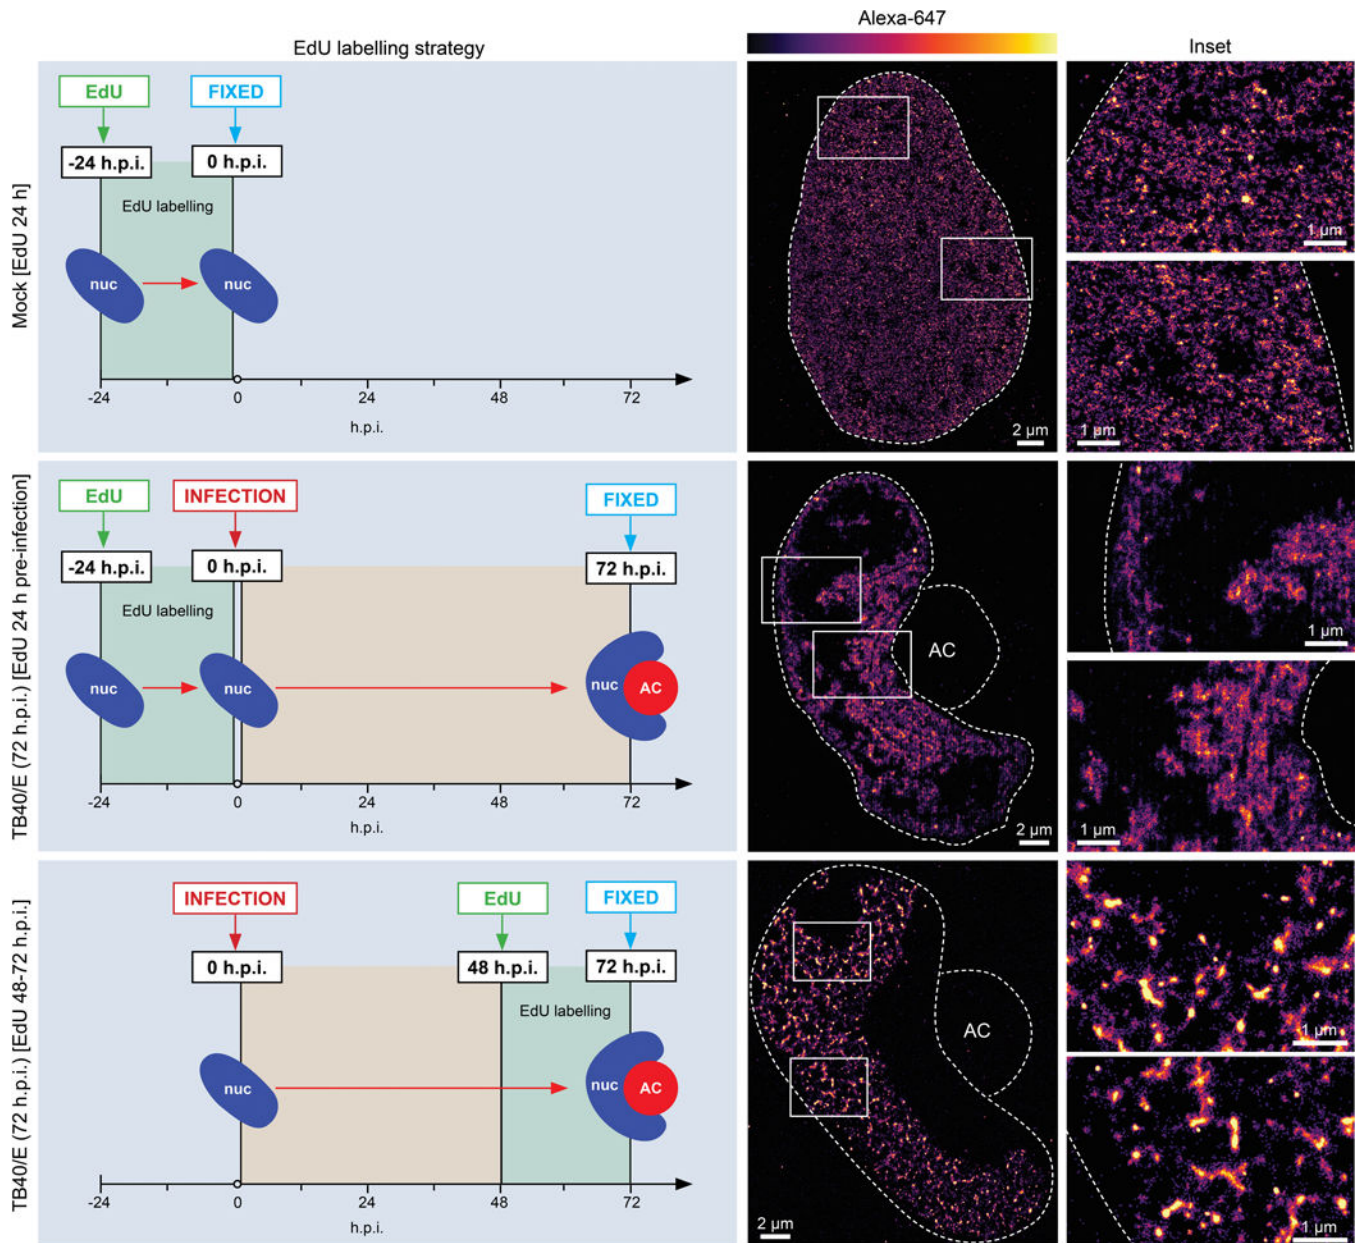 Alexa-647
EdU labelling strategy
Inset
Mock [EdU 24 h]
EdU
FIXED
-24 h.p.i.
0 h.p.i.
EdU labelling
nuc
nuc
-24
0
24
48
72
h.p.i.
2 µm
1 µm
1 µm
TB40/E (72 h.p.i.) [EdU 24 h pre-infection]
EdU
INFECTION
FIXED
-24 h.p.i.
0 h.p.i.
72 h.p.i.
EdU labelling
nuc
nuc
nuc
AC
-24
0
24
48
72
h.p.i.
AC
2 µm
1 µm
1 µm
TB40/E (72 h.p.i.) [EdU 48-72 h.p.i.]
INFECTION
EdU
FIXED
0 h.p.i.
48 h.p.i.
72 h.p.i.
EdU labelling
nuc
nuc
AC
-24
0
24
48
72
h.p.i.
AC
2 µm
1 µm
1 µm